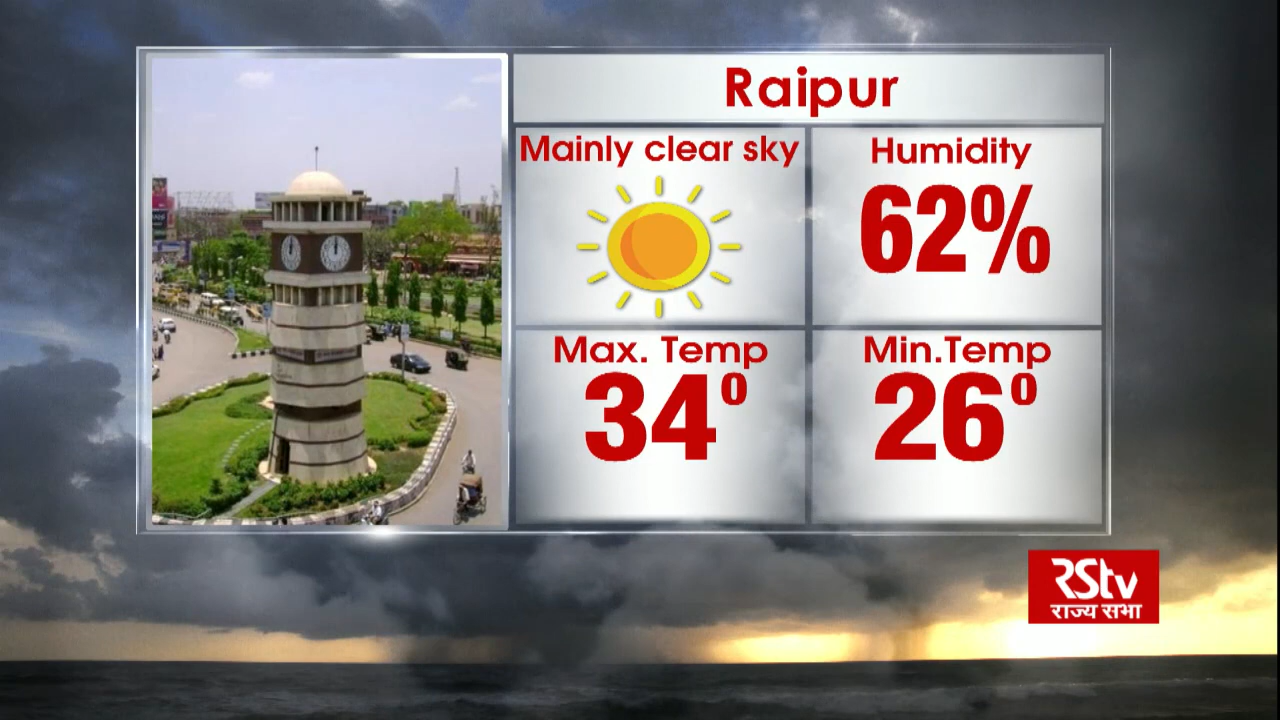 Raipur
Mainly clear sky
Humidity
62%
Max. Temp
34⁰
Min.Temp
26⁰
RStv
राज्य सभा